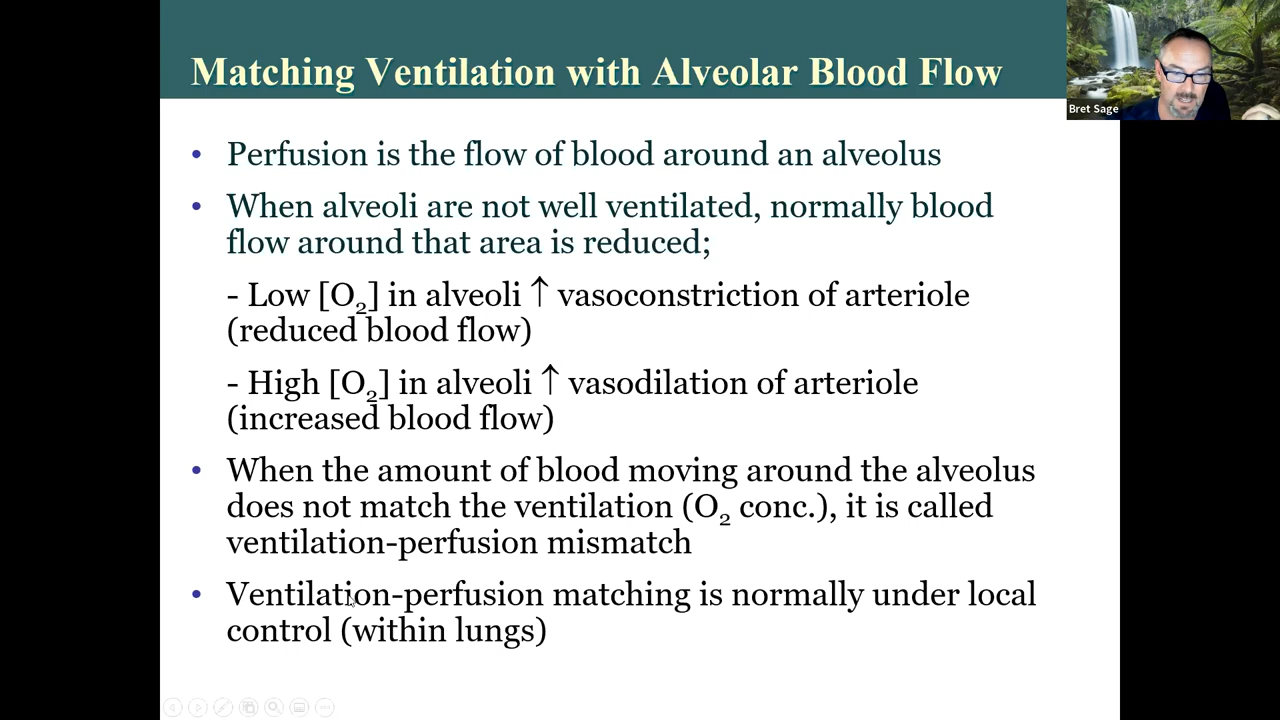 Matching Ventilation with Alveolar Blood Flow
Bret Sage
• Perfusion is the flow of blood around an alveolus
• When alveoli are not well ventilated, normally blood
flow around that area is reduced;
- Low [O₂] in alveoli ↑ vasoconstriction of arteriole
(reduced blood flow)
- High [O₂] in alveoli ↑ vasodilation of arteriole
(increased blood flow)
• When the amount of blood moving around the alveolus
does not match the ventilation (O₂ conc.), it is called
ventilation-perfusion mismatch
• Ventilation-perfusion matching is normally under local
control (within lungs)